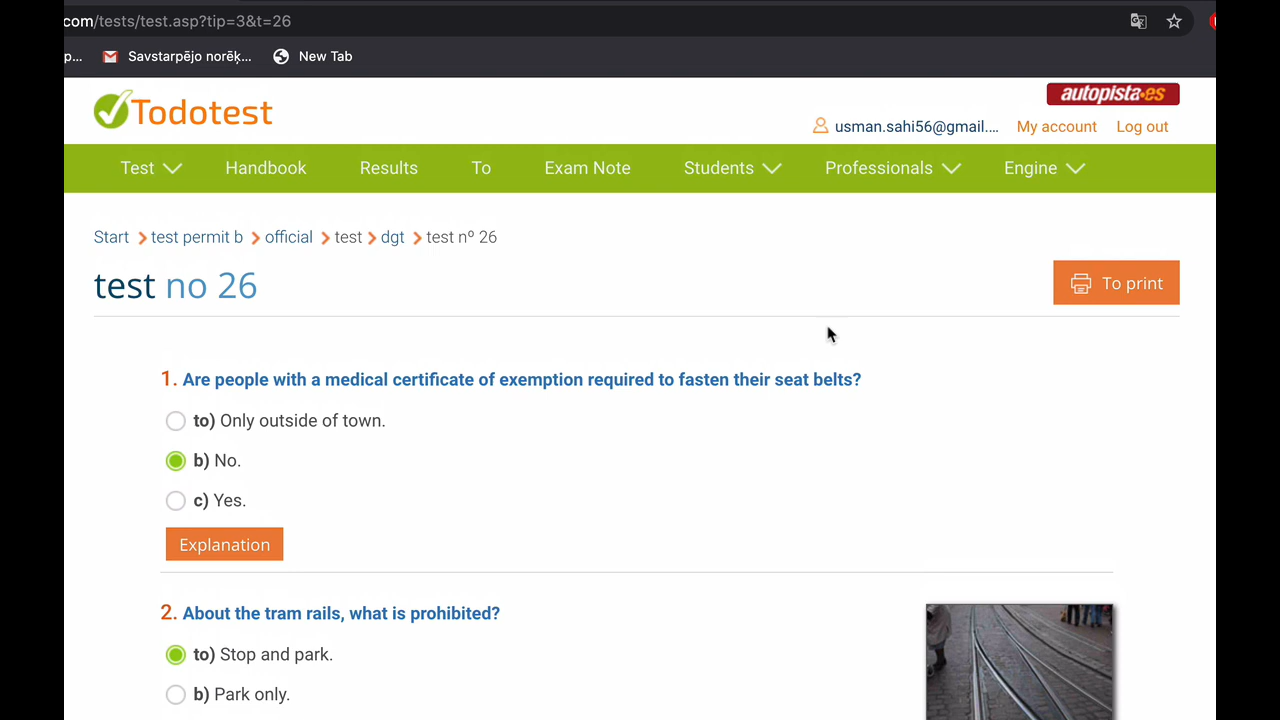 com/tests/test.asp?tip=3&t=26
p... Savstarpējo norēķ... New Tab
Todotest
autopista.es
usman.sahi56@gmail.... My account Log out
Test Handbook Results To Exam Note Students Professionals Engine
Start test permit b official test dgt test nº 26
test no 26
To print
1. Are people with a medical certificate of exemption required to fasten their seat belts?
to) Only outside of town.
b) No.
c) Yes.
Explanation
2. About the tram rails, what is prohibited?
to) Stop and park.
b) Park only.